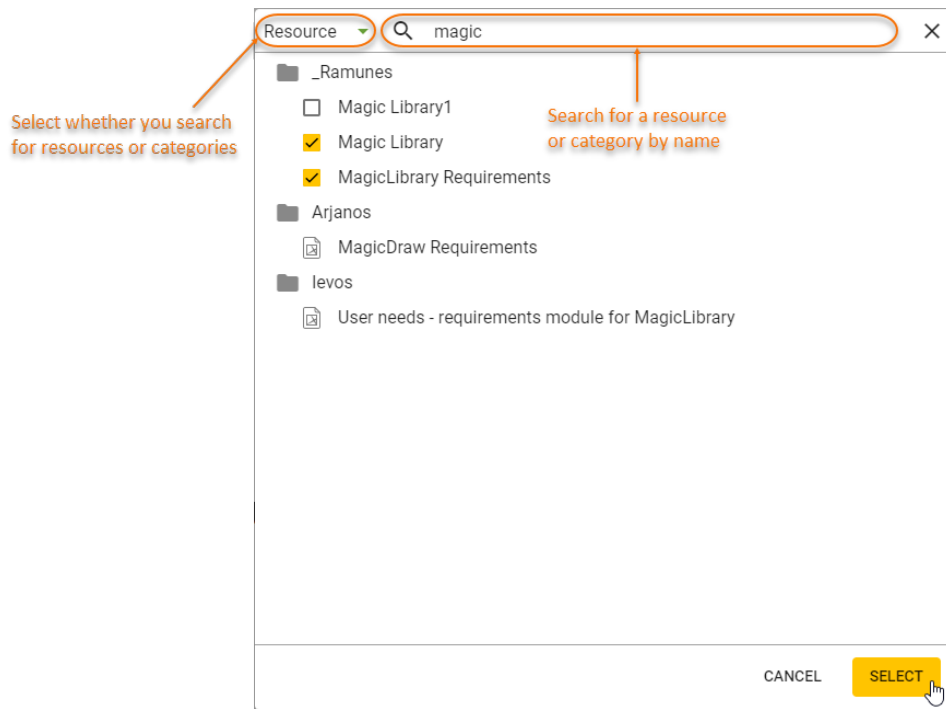 Resource
magic
_Ramunes
Magic Library1
Magic Library
MagicLibrary Requirements
Arjanos
MagicDraw Requirements
Ievos
User needs - requirements module for MagicLibrary
Select whether you search
for resources or categories
Search for a resource
or category by name
CANCEL
SELECT